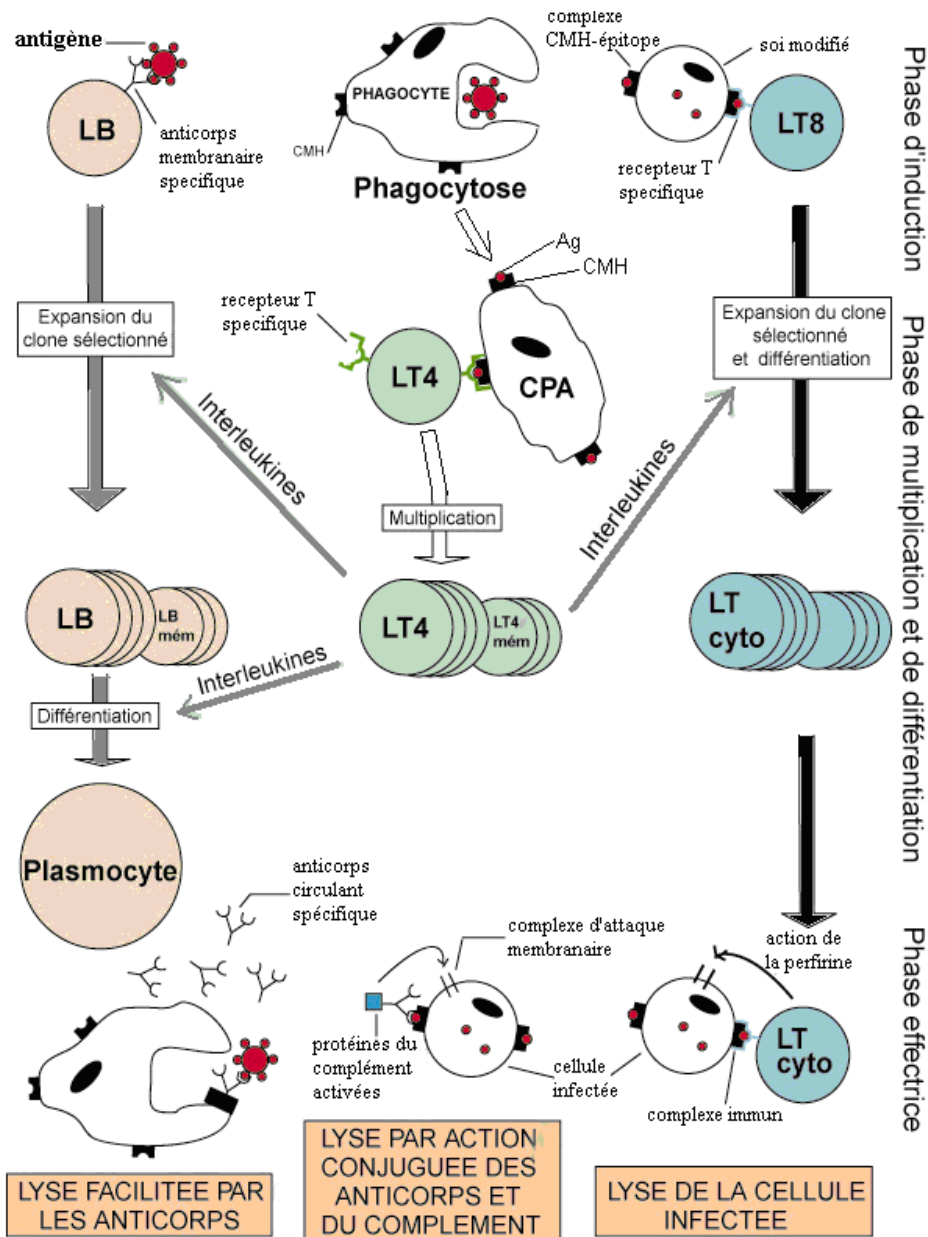 complexe
CMH-épitope
antigène
soi modifié
PHAGOCYTE
LB
LT8
anticorps
membranaire
specifique
CMH
recepteur T
specifique
Phagocytose
Phase d'induction
Ag
CMH
recepteur T
specifique
Expansion du
clone sélectionné
Expansion du clone
sélectionné
et différentiation
LT4
CPA
Interleukines
Interleukines
Multiplication
Phase de multiplication et de différentiation
LB
LB
mém
LT4
LT4
mém
LT
cyto
Interleukines
Différentiation
Plasmocyte
anticorps
circulant
spécifique
complexe d'attaque
membranaire
action de
la perfirine
protéines du
complément
activées
cellule
infectée
LT
cyto
complexe immun
Phase effectrice
LYSE FACILITEE PAR
LES ANTICORPS
LYSE PAR ACTION
CONJUGUEE DES
ANTICORPS ET
DU COMPLEMENT
LYSE DE LA CELLULE
INFECTEE